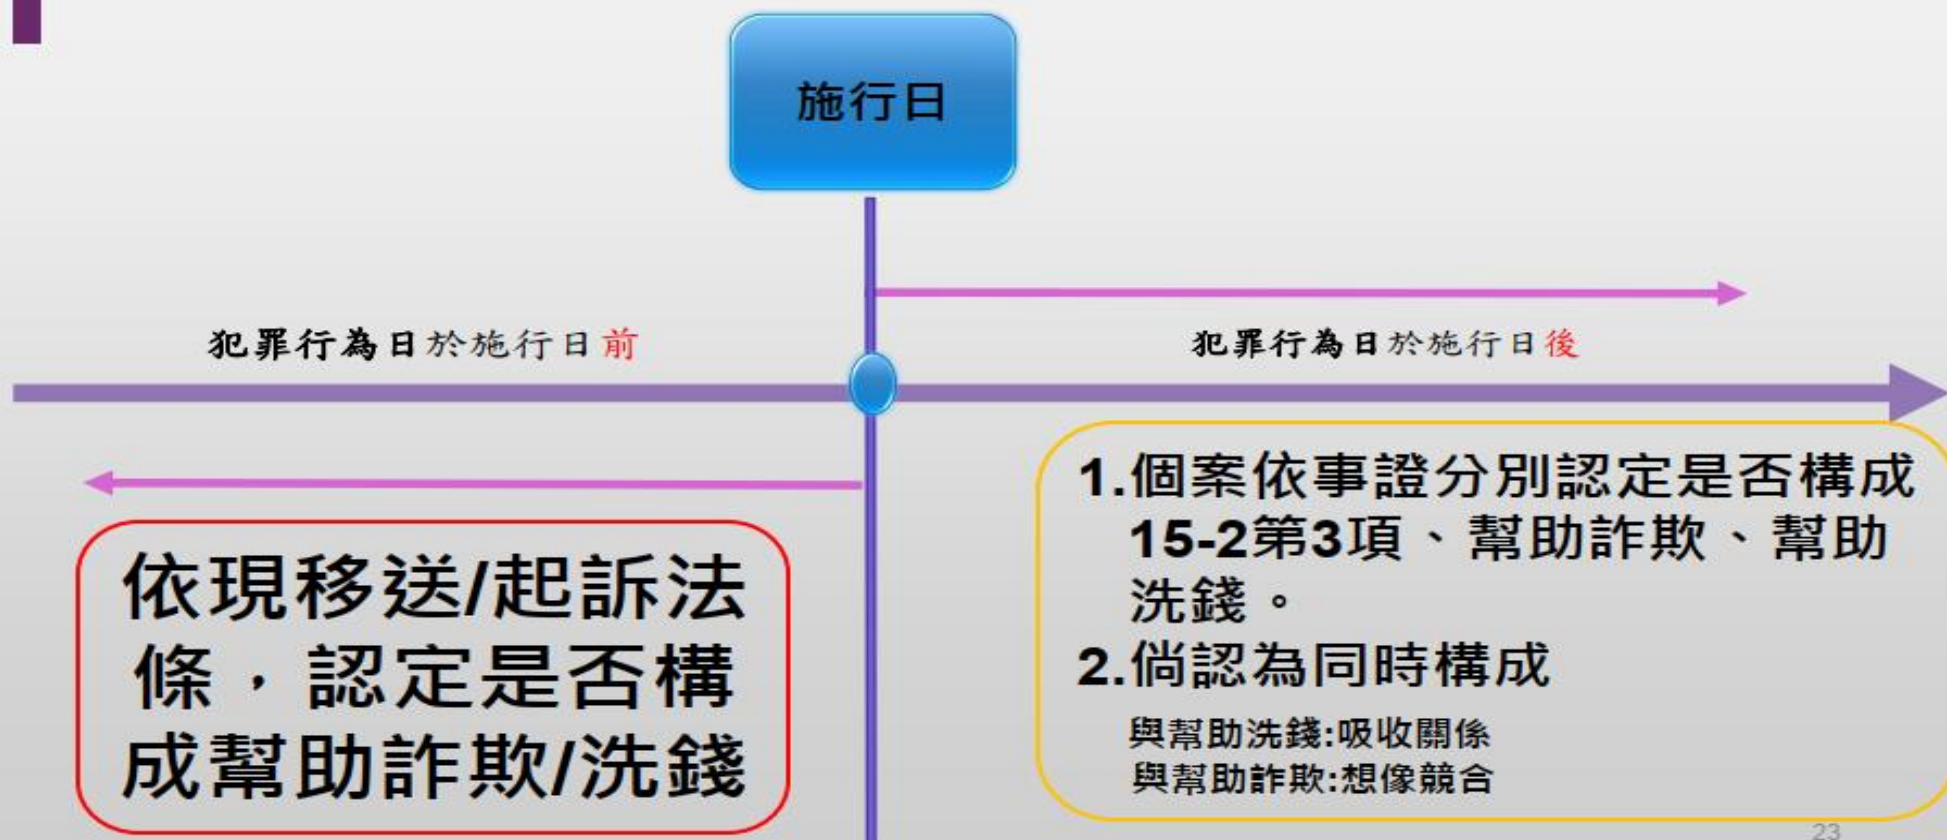 施行日
犯罪行為日於施行日前
犯罪行為日於施行日後
依現移送/起訴法
條，認定是否構
成幫助詐欺/洗錢
1.個案依事證分別認定是否構成
15-2第3項、幫助詐欺、幫助
洗錢。
2.倘認為同時構成
與幫助洗錢:吸收關係
與幫助詐欺:想像競合
23